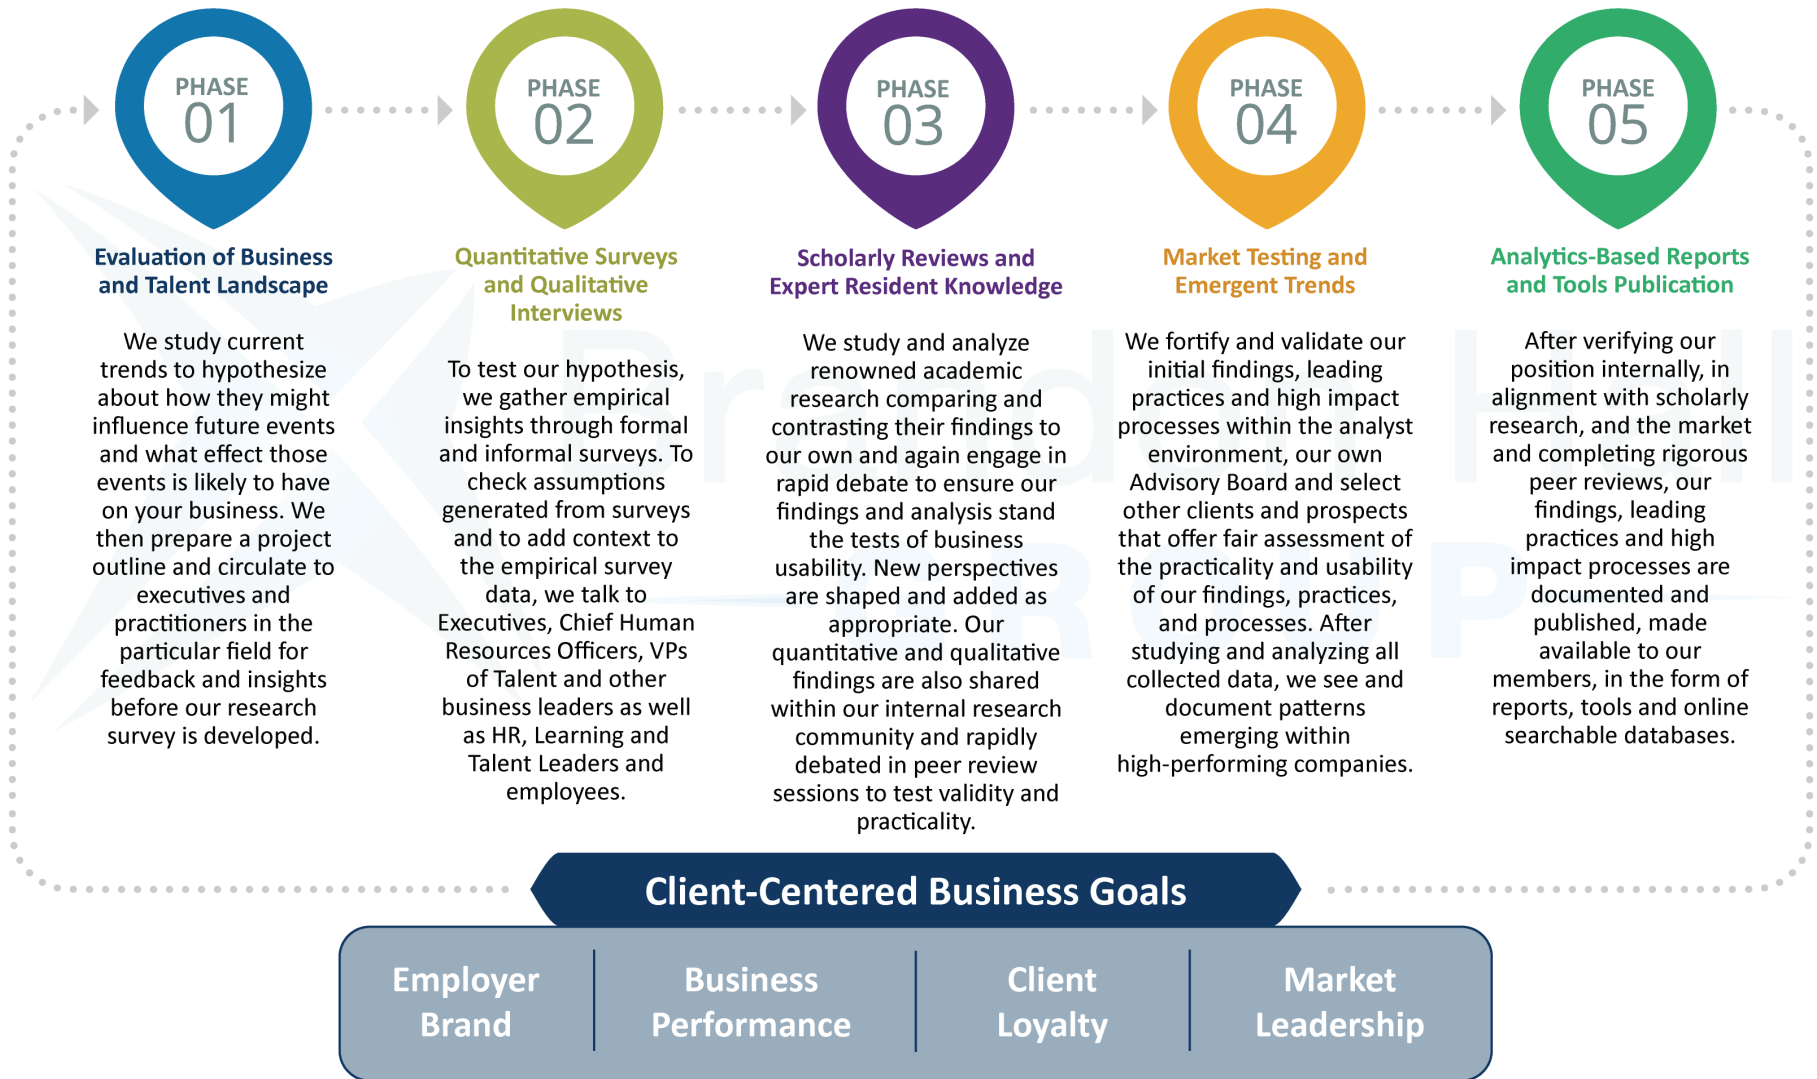 PHASE
01
Evaluation of Business
and Talent Landscape
We study current
trends to hypothesize
about how they might
influence future events
and what effect those
events is likely to have
on your business. We
then prepare a project
outline and circulate to
executives and
practitioners in the
particular field for
feedback and insights
before our research
survey is developed.
PHASE
02
Quantitative Surveys
and Qualitative
Interviews
To test our hypothesis,
we gather empirical
insights through formal
and informal surveys. To
check assumptions
generated from surveys
and to add context to
the empirical survey
data, we talk to
Executives, Chief Human
Resources Officers, VPs
of Talent and other
business leaders as well
as HR, Learning and
Talent Leaders and
employees.
PHASE
03
Scholarly Reviews and
Expert Resident Knowledge
We study and analyze
renowned academic
research comparing and
contrasting their findings to
our own and again engage in
rapid debate to ensure our
findings and analysis stand
the tests of business
usability. New perspectives
are shaped and added as
appropriate. Our
quantitative and qualitative
findings are also shared
within our internal research
community and rapidly
debated in peer review
sessions to test validity and
practicality.
PHASE
04
Market Testing and
Emergent Trends
We fortify and validate our
initial findings, leading
practices and high impact
processes within the analyst
environment, our own
Advisory Board and select
other clients and prospects
that offer fair assessment of
the practicality and usability
of our findings, practices,
and processes. After
studying and analyzing all
collected data, we see and
document patterns
emerging within
high-performing companies.
PHASE
05
Analytics-Based Reports
and Tools Publication
After verifying our
position internally, in
alignment with scholarly
research, and the market
and completing rigorous
peer reviews, our
findings, leading
practices and high
impact processes are
documented and
published, made
available to our
members, in the form of
reports, tools and online
searchable databases.
Brandon Hall
GROUP
Client-Centered Business Goals
Employer
Brand
Business
Performance
Client
Loyalty
Market
Leadership